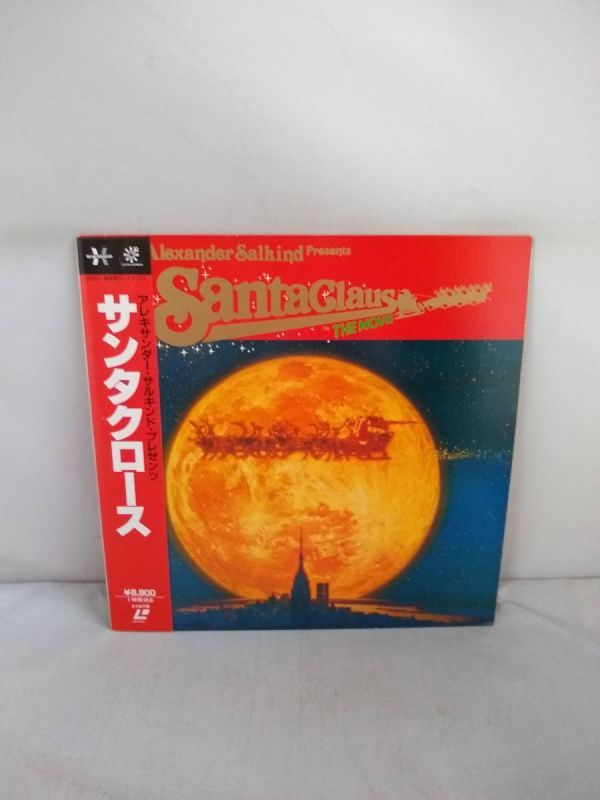 Alexander Salkind Presents
Santa Claus
THE MOVIE
アレキサンダー・サルキンド・プレゼンツ
サンタクロース
¥8,800